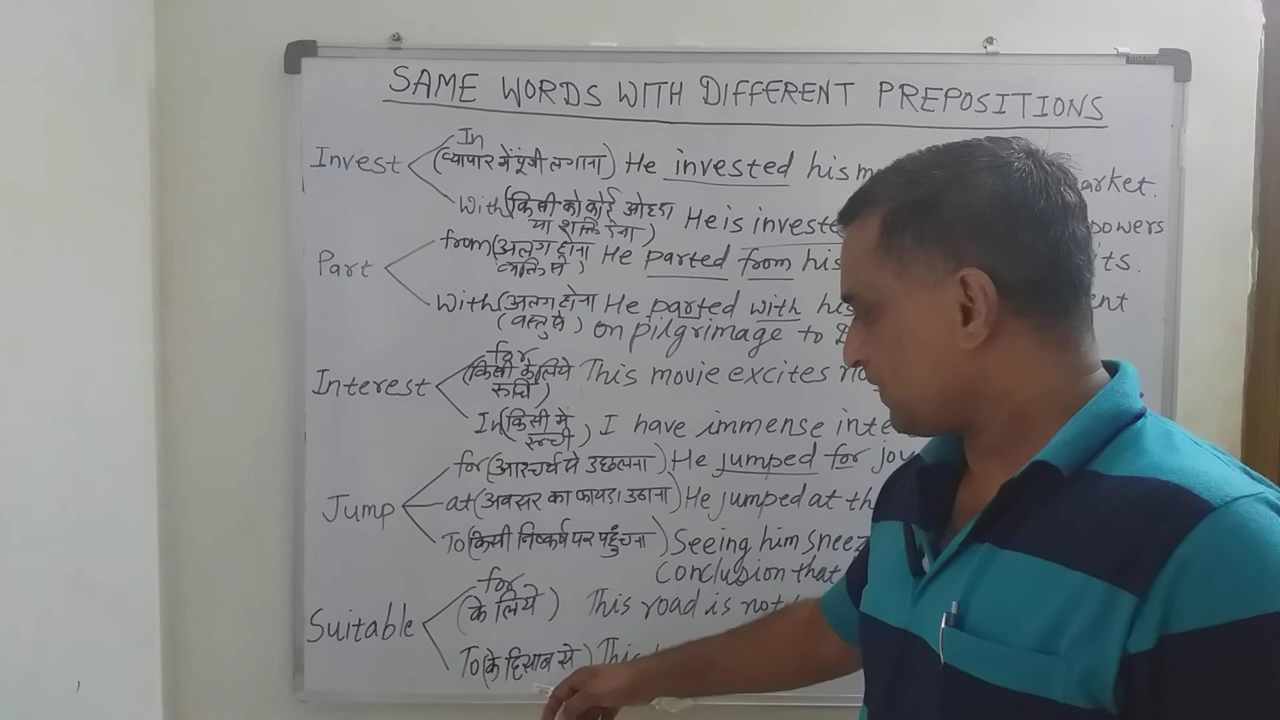 SAME WORDS WITH DIFFERENT PREPOSITIONS
Invest
In
(व्यापार में पूंजी लगाना) He invested his arket.
With (किसी को कोई ओहदा
या शक्ति देना) He is invested powers
Part
from (अलग होना
व्यक्ति से) He parted from his its.
With (अलग होना
(वस्तु से) He parted with his ent
on pilgrimage to
Interest
for
(किसी के लिये
रूची) This movie excites no
In (किसी में
रूची) I have immense inte
Jump
for (आश्चर्य से उछलना) He jumped for joy
at (अवसर का फायदा उठाना) He jumped at th
To (किसी निष्कर्ष पर पहुँचना) Seeing him sneez
conclusion that
Suitable
for
(के लिये) This road is not
To (के हिसाब से) This